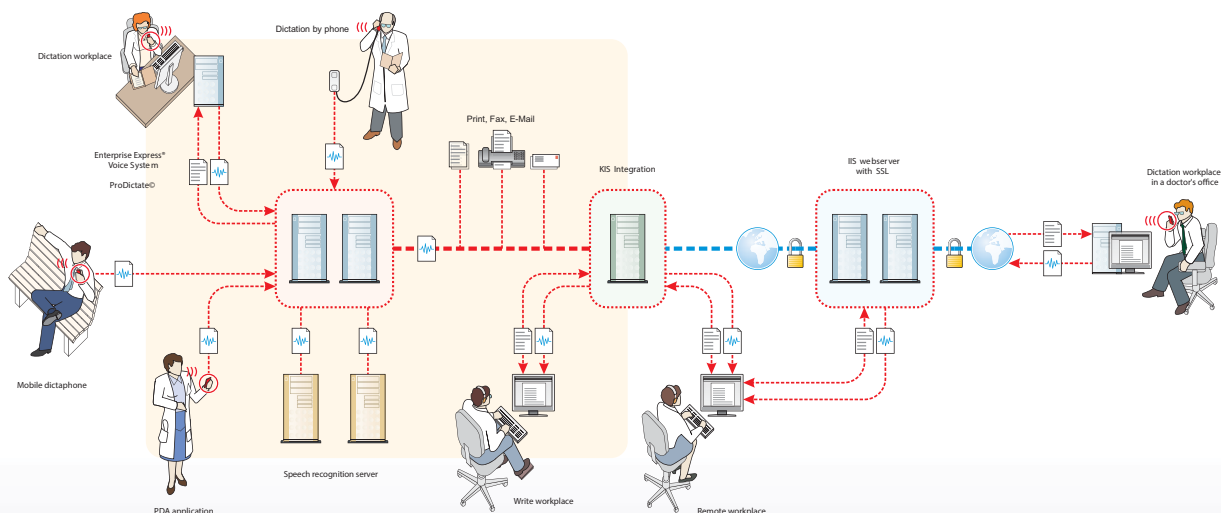 Dictation by phone
Dictation workplace
Print, Fax, E-Mail
Enterprise Express®
Voice System
ProDictate©
KIS Integration
IIS webserver
with SSL
Dictation workplace
in a doctor's office
Mobile dictaphone
Speech recognition server
Write workplace
PDA application
Remote workplace